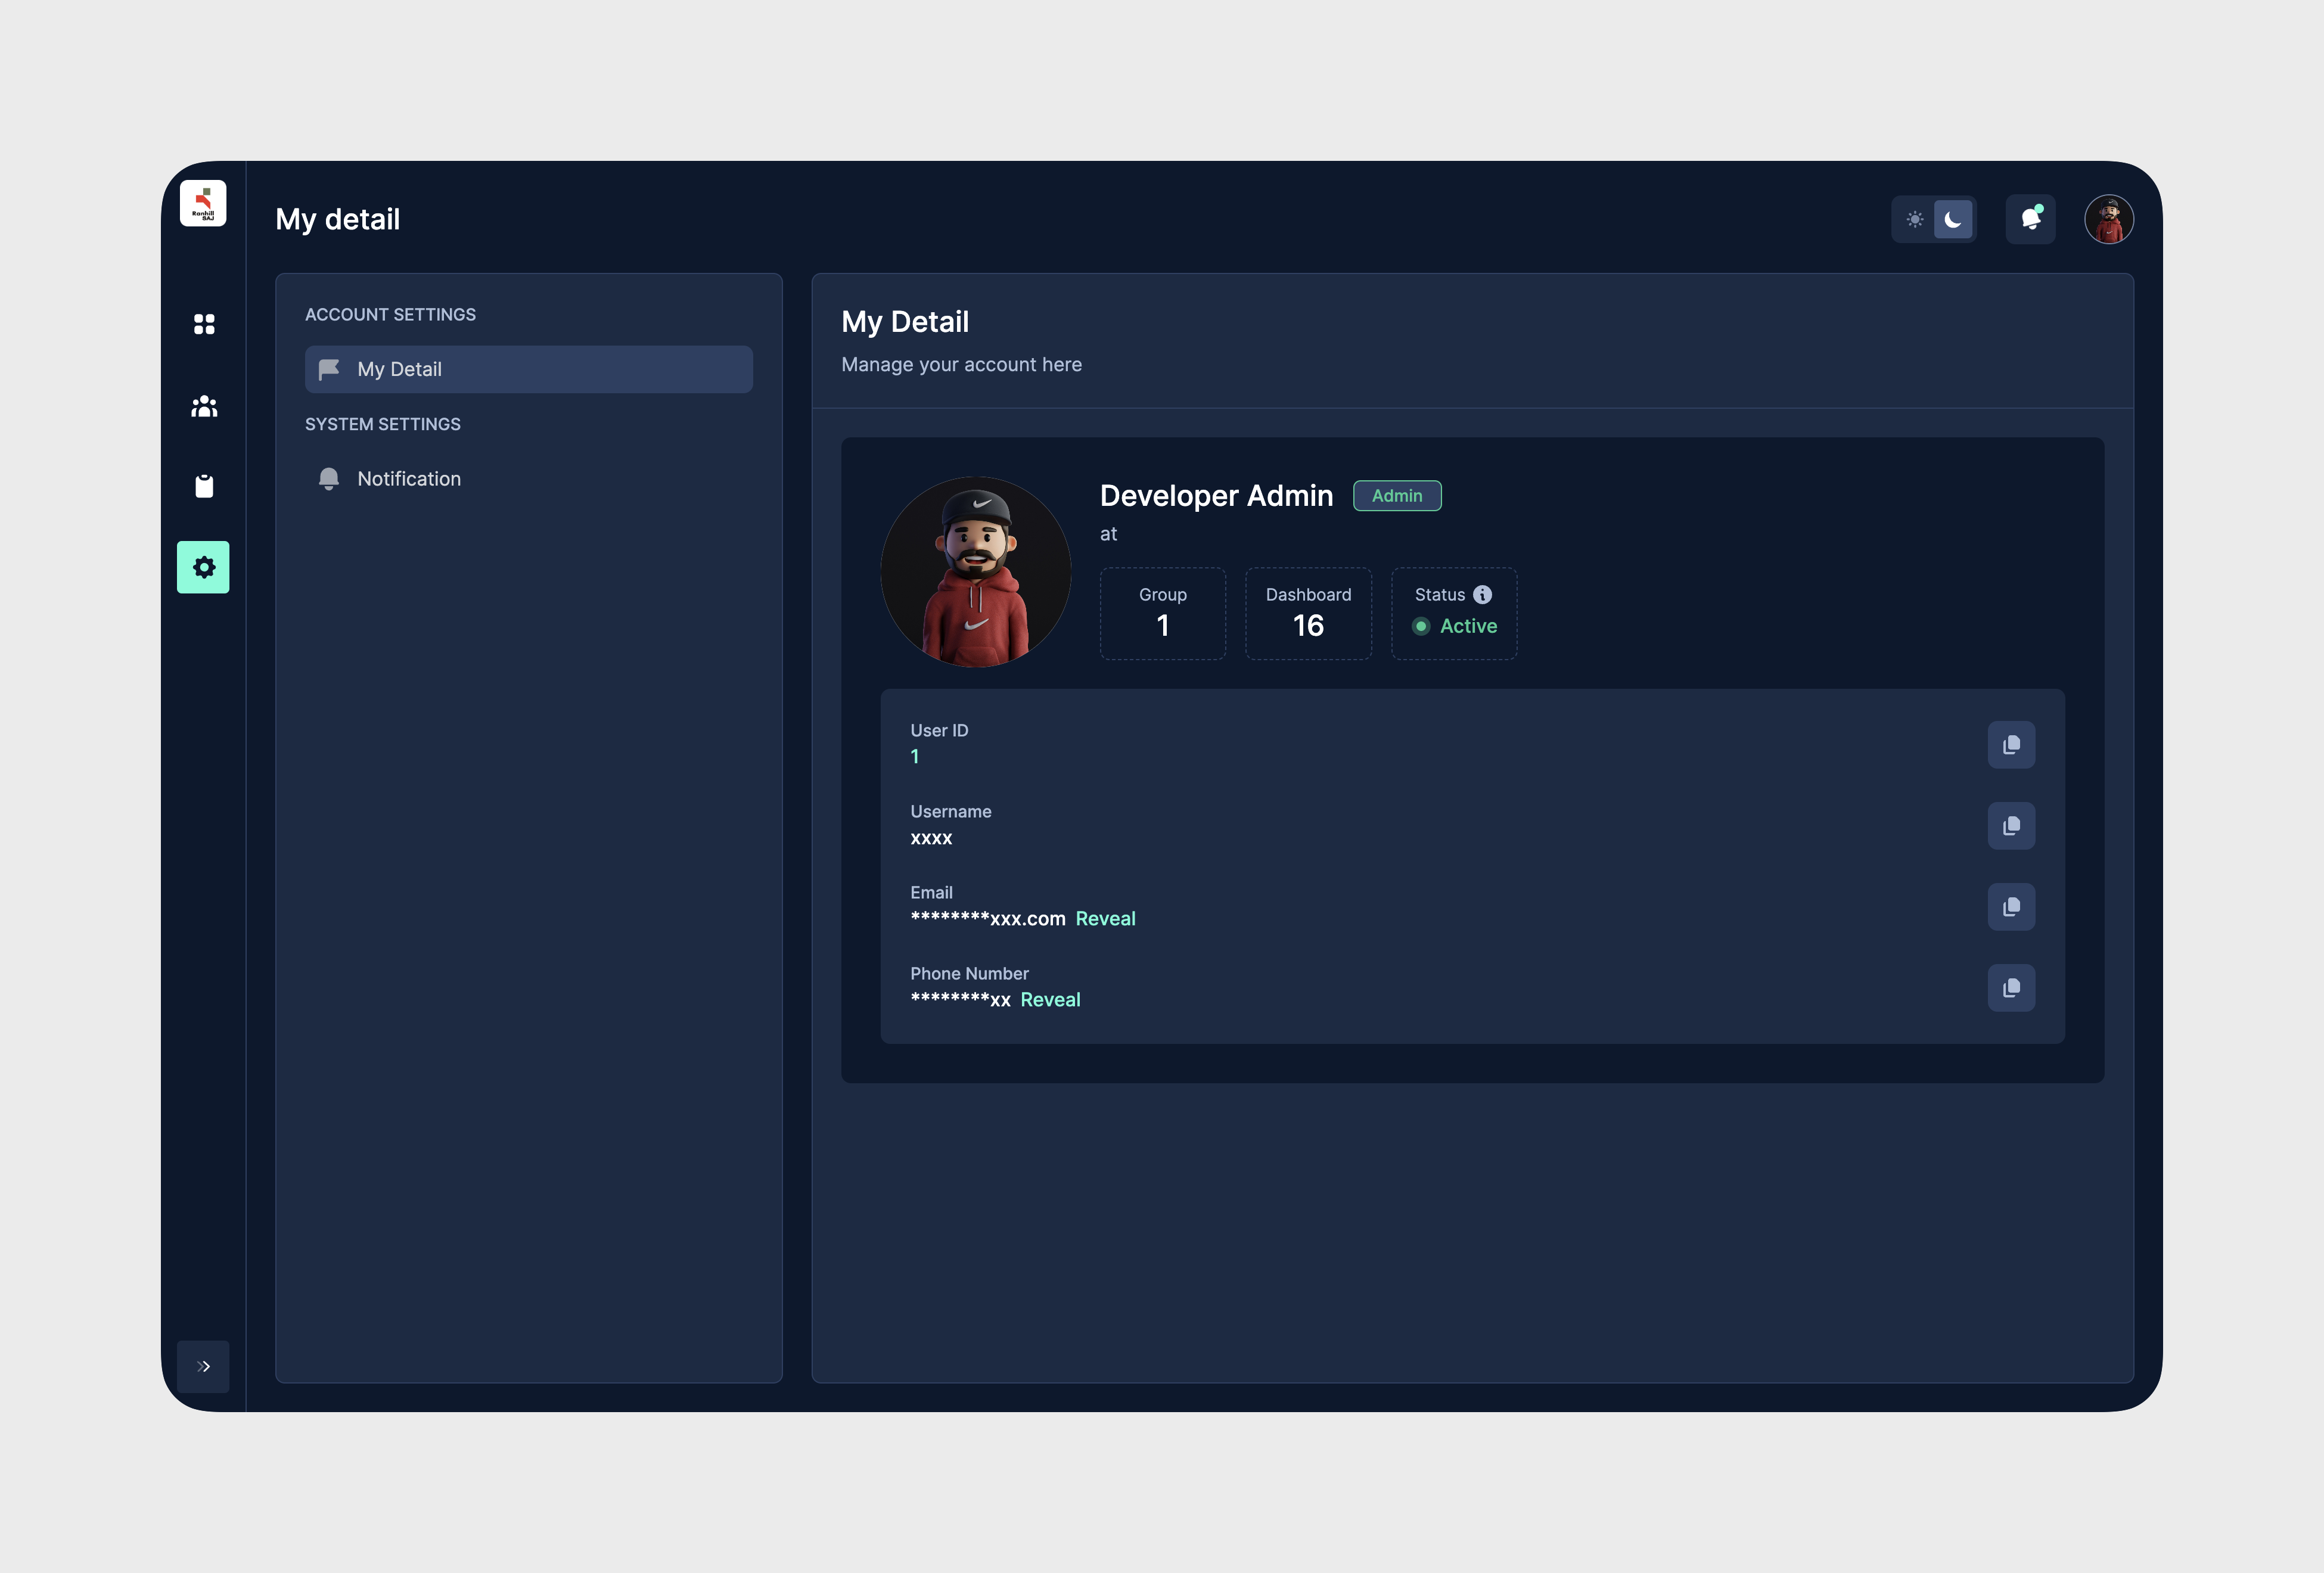 Ranhill
SAJ
My detail
ACCOUNT SETTINGS
My Detail
SYSTEM SETTINGS
Notification
My Detail
Manage your account here
Developer Admin
Admin
at
Group
1
Dashboard
16
Status
Active
User ID
1
Username
xxxx
Email
********xxx.com Reveal
Phone Number
********xx Reveal